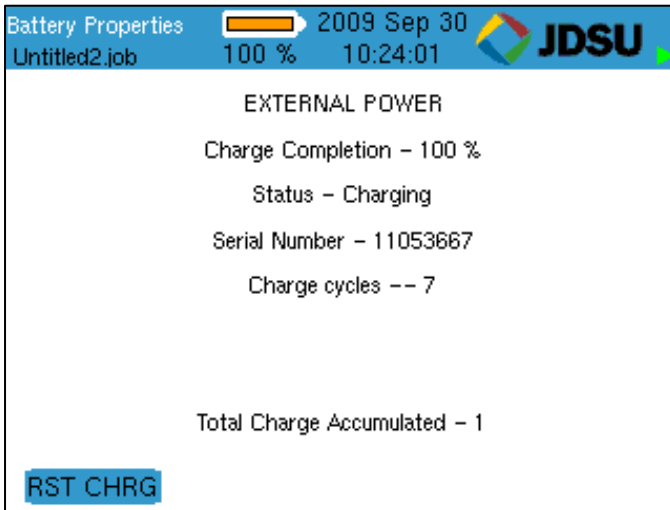 Battery Properties
2009 Sep 30
JDSU
Untitled2.job
100 %
10:24:01
EXTERNAL POWER
Charge Completion - 100 %
Status - Charging
Serial Number - 11053667
Charge cycles -- 7
Total Charge Accumulated - 1
RST CHRG